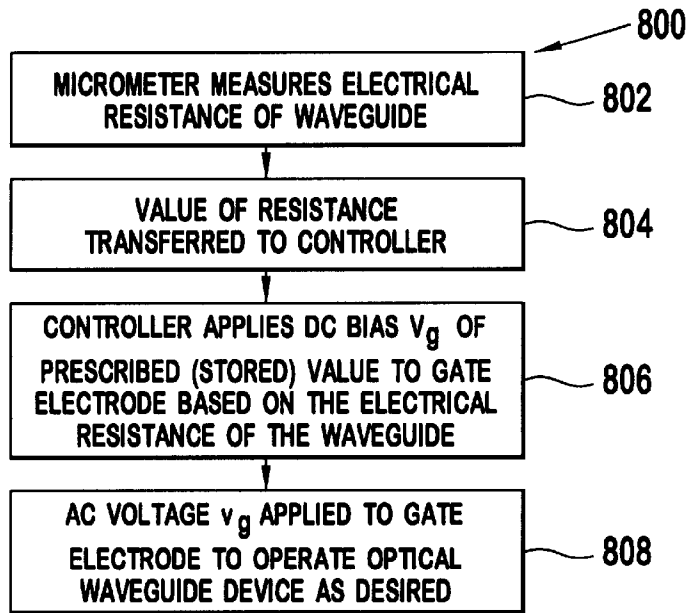 800
MICROMETER MEASURES ELECTRICAL
RESISTANCE OF WAVEGUIDE
802
VALUE OF RESISTANCE
TRANSFERRED TO CONTROLLER
804
CONTROLLER APPLIES DC BIAS Vg OF
PRESCRIBED (STORED) VALUE TO GATE
ELECTRODE BASED ON THE ELECTRICAL
RESISTANCE OF THE WAVEGUIDE
806
AC VOLTAGE vg APPLIED TO GATE
ELECTRODE TO OPERATE OPTICAL
WAVEGUIDE DEVICE AS DESIRED
808